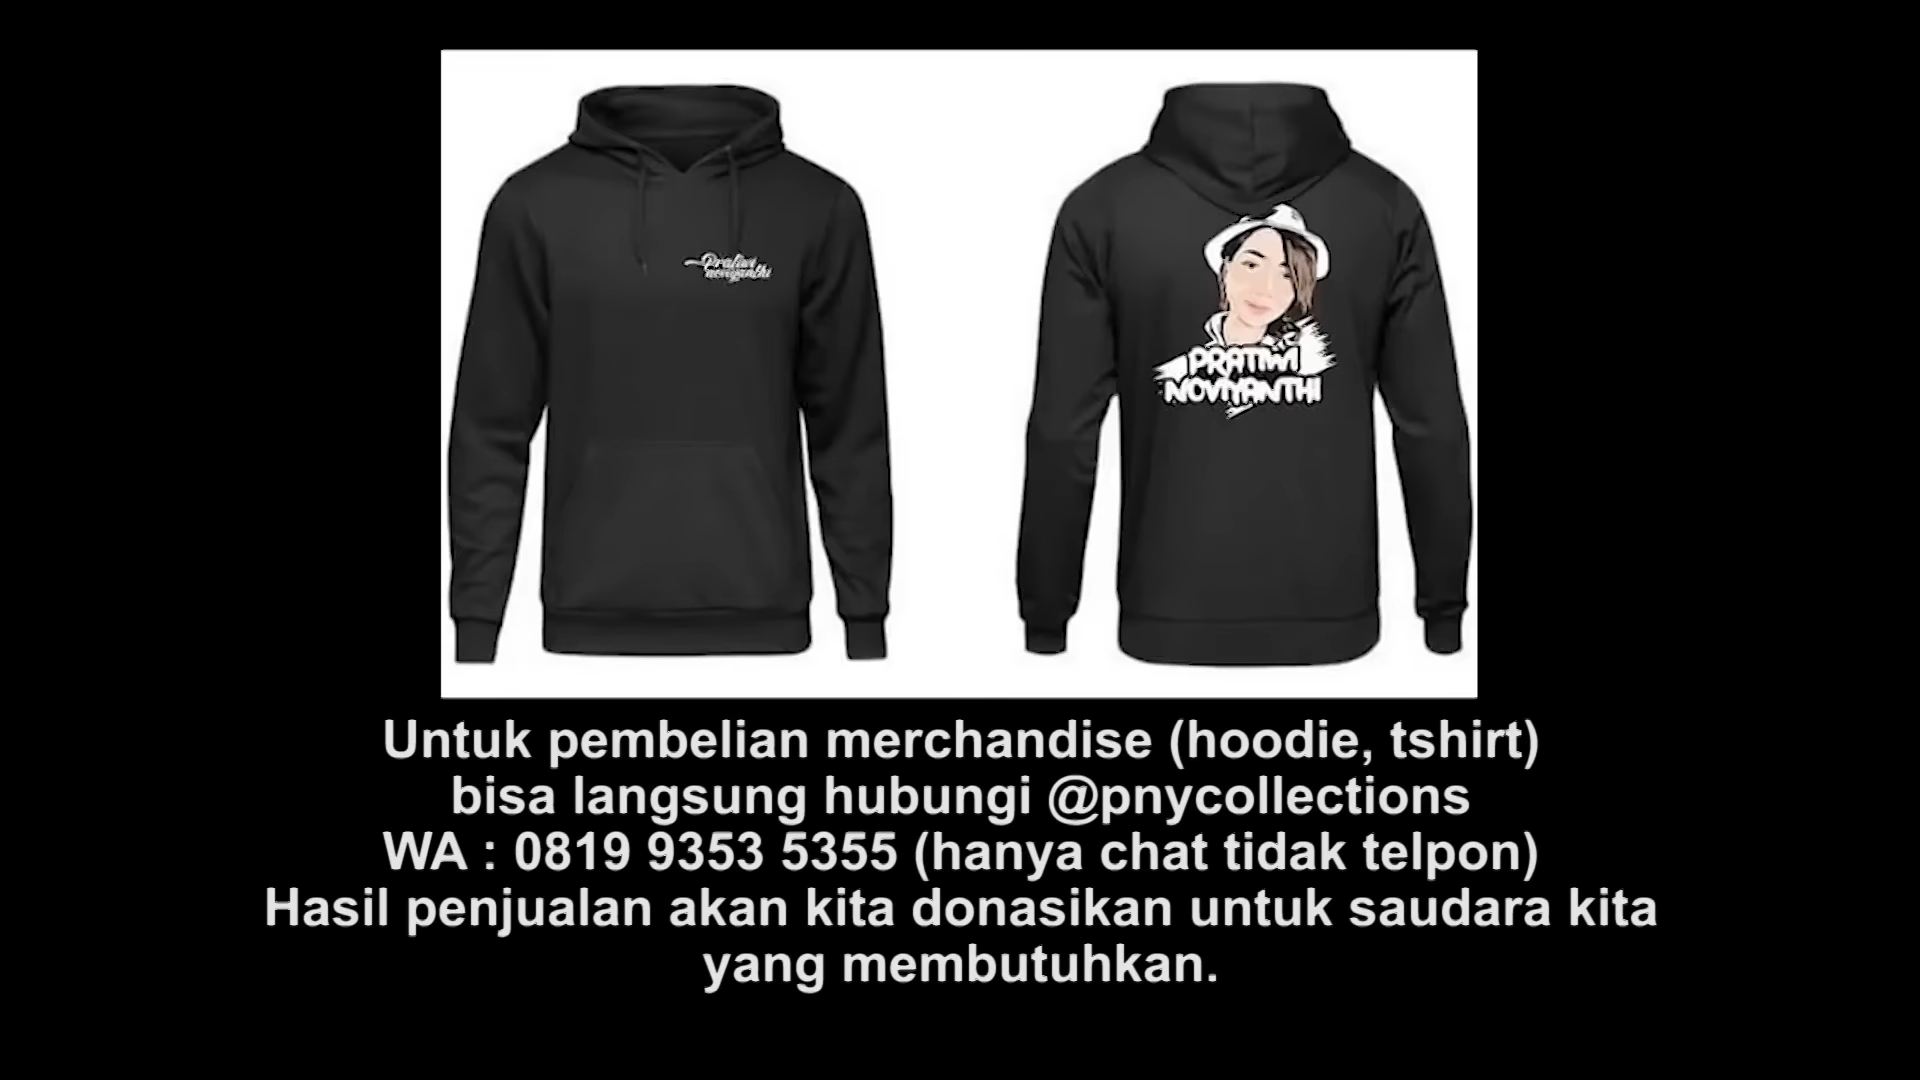 Pratiwi
noviyanthi
PRATIWI
NOVIYANTHI
Untuk pembelian merchandise (hoodie, tshirt)
bisa langsung hubungi @pnycollections
WA : 0819 9353 5355 (hanya chat tidak telpon)
Hasil penjualan akan kita donasikan untuk saudara kita
yang membutuhkan.